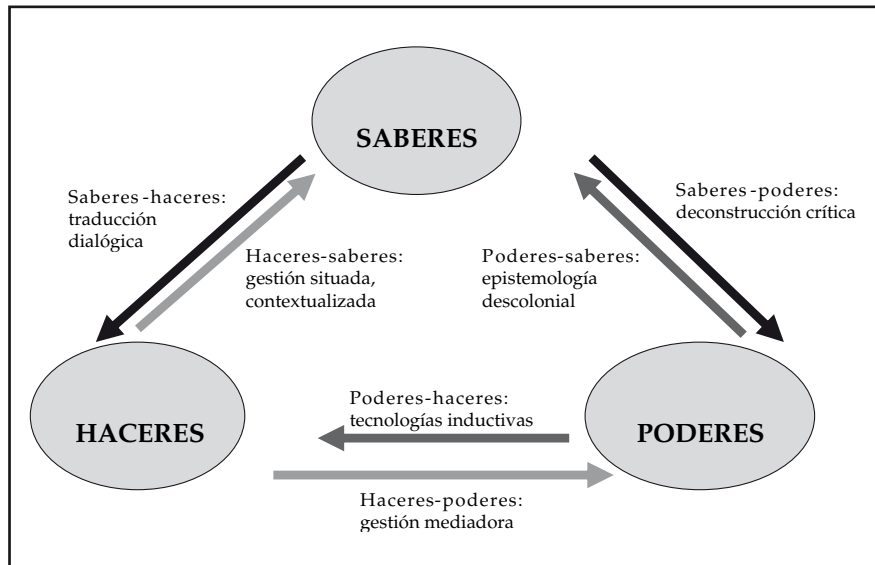 SABERES
Saberes-haceres:
traducción
dialógica
Saberes-poderes:
deconstrucción crítica
Haceres-saberes:
gestión situada,
contextualizada
Poderes-saberes:
epistemología
descolonial
HACERES
Poderes-haceres:
tecnologías inductivas
PODERES
Haceres-poderes:
gestión mediadora